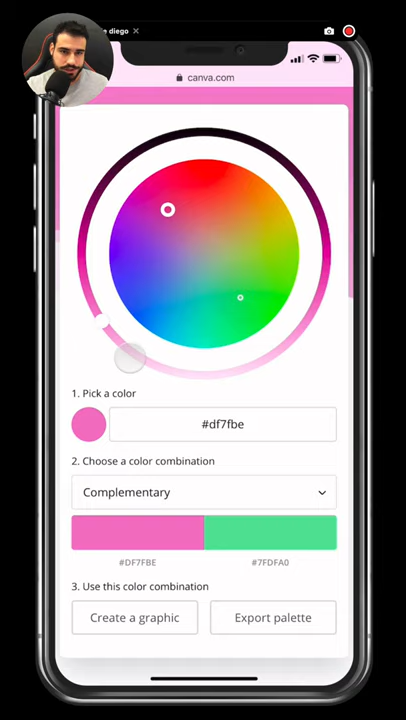 diego
canva.com
1. Pick a color
#df7fbe
2. Choose a color combination
Complementary
#DF7FBE #7FDFA0
3. Use this color combination
Create a graphic Export palette